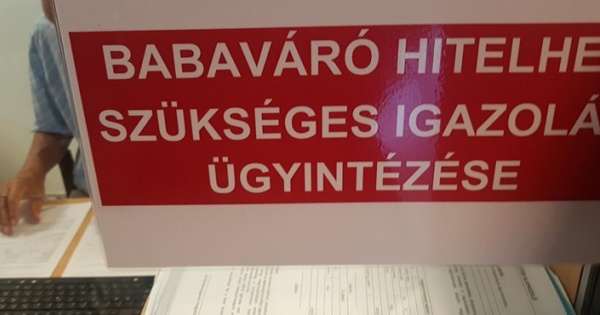 BABAVÁRÓ HITELHE
SZÜKSÉGES IGAZOLÁ
ÜGYINTÉZÉSE